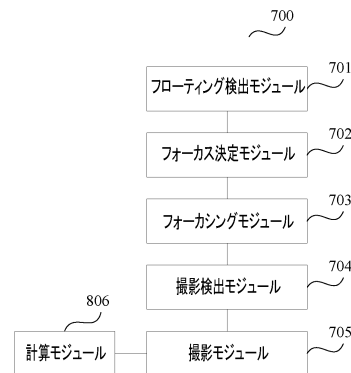 700
701
フローティング検出モジュール
702
フォーカス決定モジュール
703
フォーカシングモジュール
704
撮影検出モジュール
806
705
計算モジュール
撮影モジュール